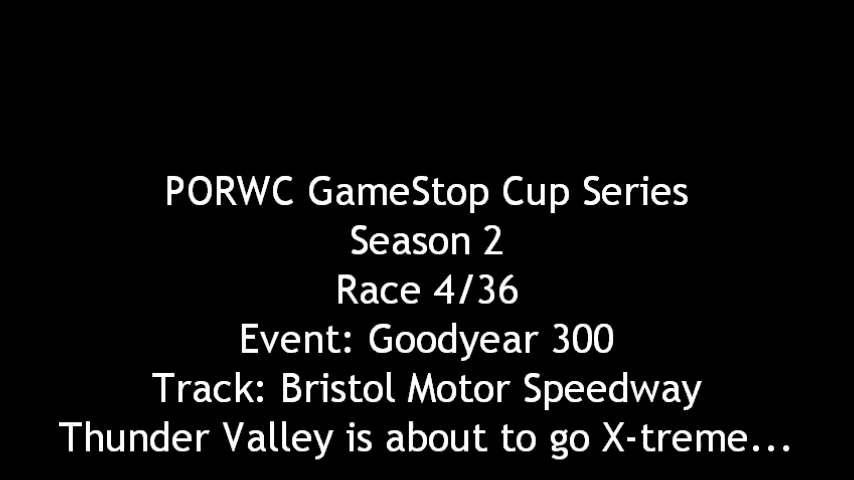 PORWC GameStop Cup Series
Season 2
Race 4/36
Event: Goodyear 300
Track: Bristol Motor Speedway
Thunder Valley is about to go X-treme...